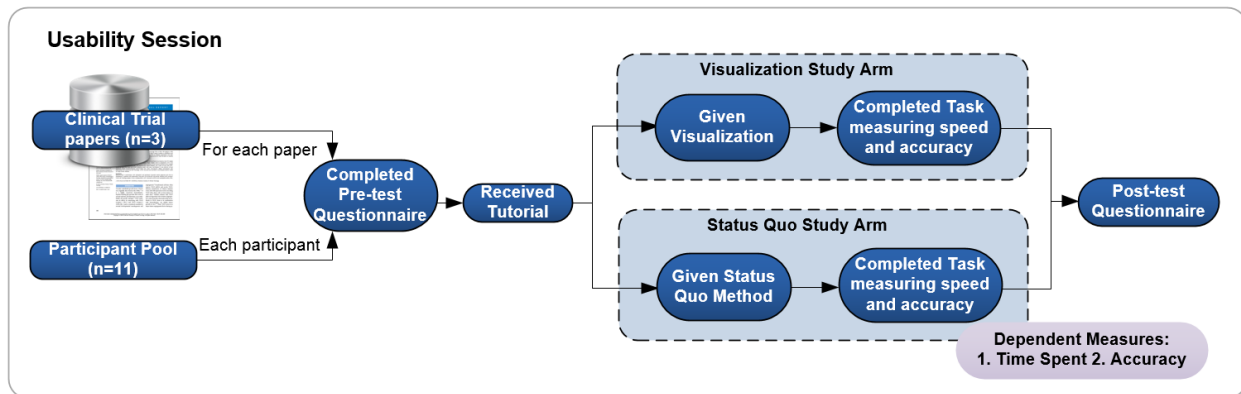 Usability Session
Clinical Trial
papers (n=3)
For each paper
Participant Pool
(n=11)
Each participant
Completed
Pre-test
Questionnaire
Received
Tutorial
Visualization Study Arm
Given
Visualization
Completed Task
measuring speed
and accuracy
Status Quo Study Arm
Given Status
Quo Method
Completed Task
measuring speed
and accuracy
Post-test
Questionnaire
Dependent Measures:
1. Time Spent 2. Accuracy